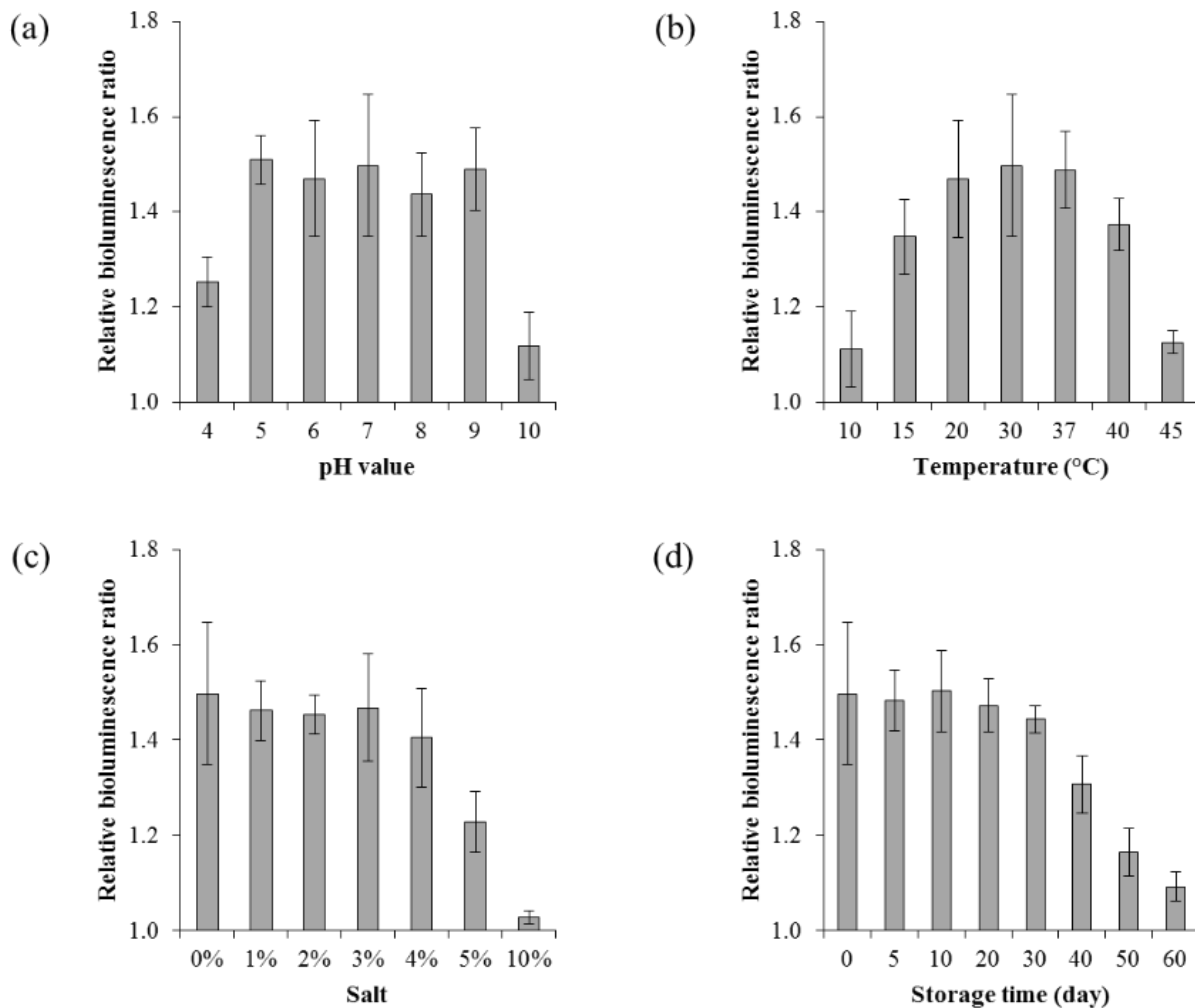 (a)
Relative bioluminescence ratio
1.8
1.6
1.4
1.2
1.0
4 5 6 7 8 9 10
pH value
(b)
Relative bioluminescence ratio
1.8
1.6
1.4
1.2
1.0
10 15 20 30 37 40 45
Temperature (°C)
(c)
Relative bioluminescence ratio
1.8
1.6
1.4
1.2
1.0
0% 1% 2% 3% 4% 5% 10%
Salt
(d)
Relative bioluminescence ratio
1.8
1.6
1.4
1.2
1.0
0 5 10 20 30 40 50 60
Storage time (day)